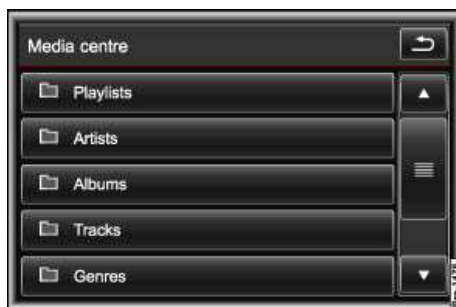 Media centre
Playlists
Artists
Albums
Tracks
Genres